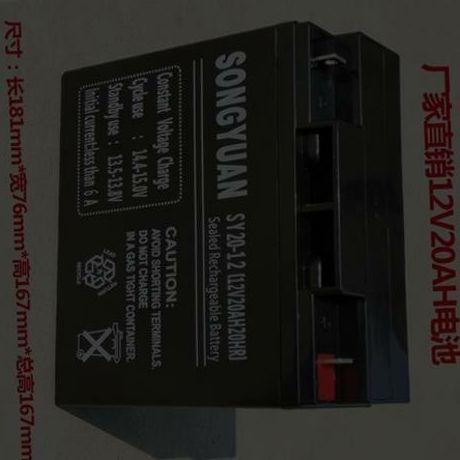 厂家直销12V20AH电池
SONGYUAN
SY20-12 (12V20AH20HR)
Sealed Rechargeable Battery
Constant Voltage Charge
Cycle use : 14.4-15.0V
Standby use : 13.5-13.8V
Initial currentless than 6 A
CAUTION:
AVOID SHORTING TERMINALS.
DO NOT CHARGE
IN A GAS TIGHT CONTAINER.
尺寸：长181mm*宽76mm*高167mm*总高167mm